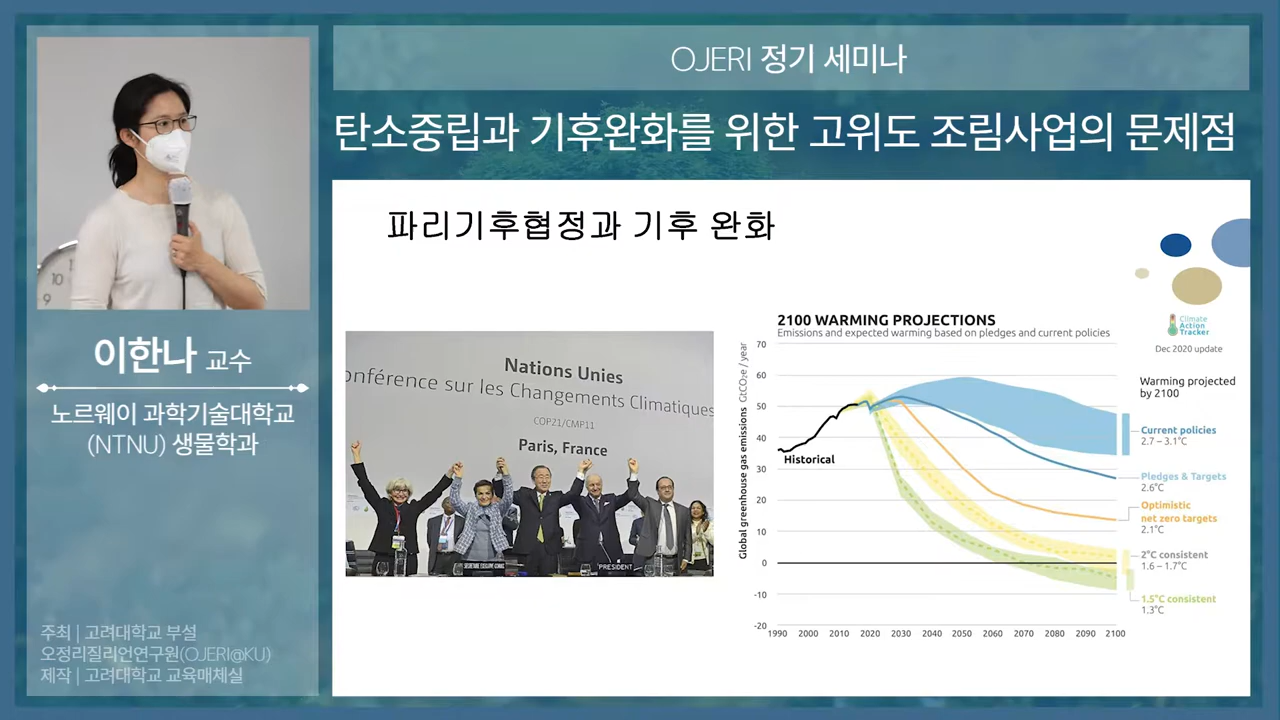 OJERI 정기 세미나
탄소중립과 기후완화를 위한 고위도 조림사업의 문제점
이한나 교수
노르웨이 과학기술대학교
(NTNU) 생물학과
주최 | 고려대학교 부설
오정리질리언연구원(OJERI@KU)
제작 | 고려대학교 교육매체실
파리기후협정과 기후 완화
Nations Unies
onférence sur les Changements Climatiques
COP21/CMP11
Paris, France
PRESIDENT
2100 WARMING PROJECTIONS
Emissions and expected warming based on pledges and current policies
Climate
Action
Tracker
Dec 2020 update
Warming projected
by 2100
Global greenhouse gas emissions GtCO₂e / year
70
60
50
40
30
20
10
0
-10
-20
1990 2000 2010 2020 2030 2040 2050 2060 2070 2080 2090 2100
Historical
Current policies
2.7 – 3.1°C
Pledges & Targets
2.6°C
Optimistic
net zero targets
2.1°C
2°C consistent
1.6 – 1.7°C
1.5°C consistent
1.3°C
10
9